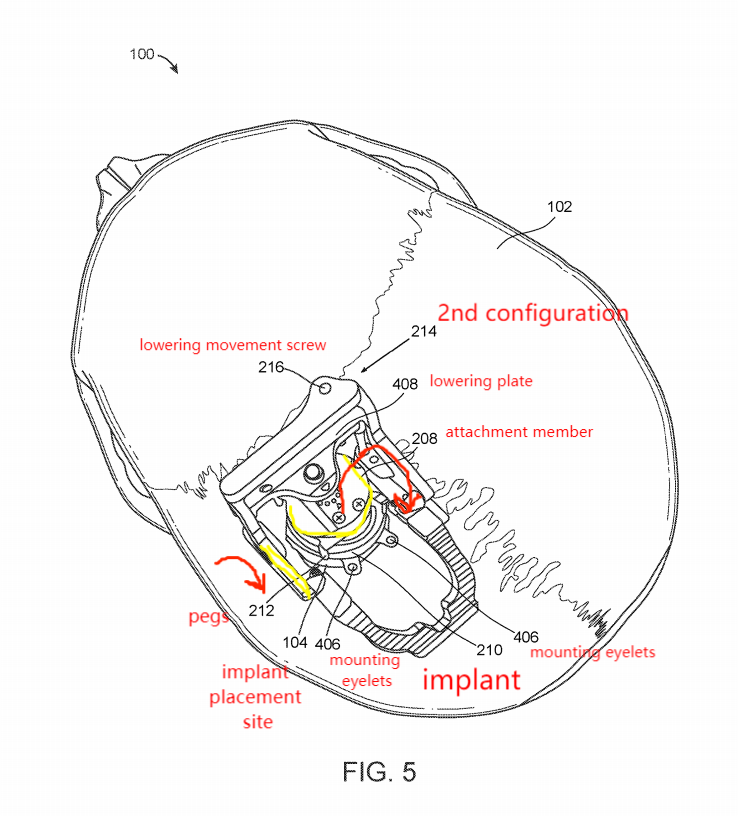 100
102
2nd configuration
214
lowering movement screw
216
408 lowering plate
208 attachment member
212
pegs
104
406
mounting
eyelets
210
406
mounting eyelets
implant
placement
site
implant
FIG. 5